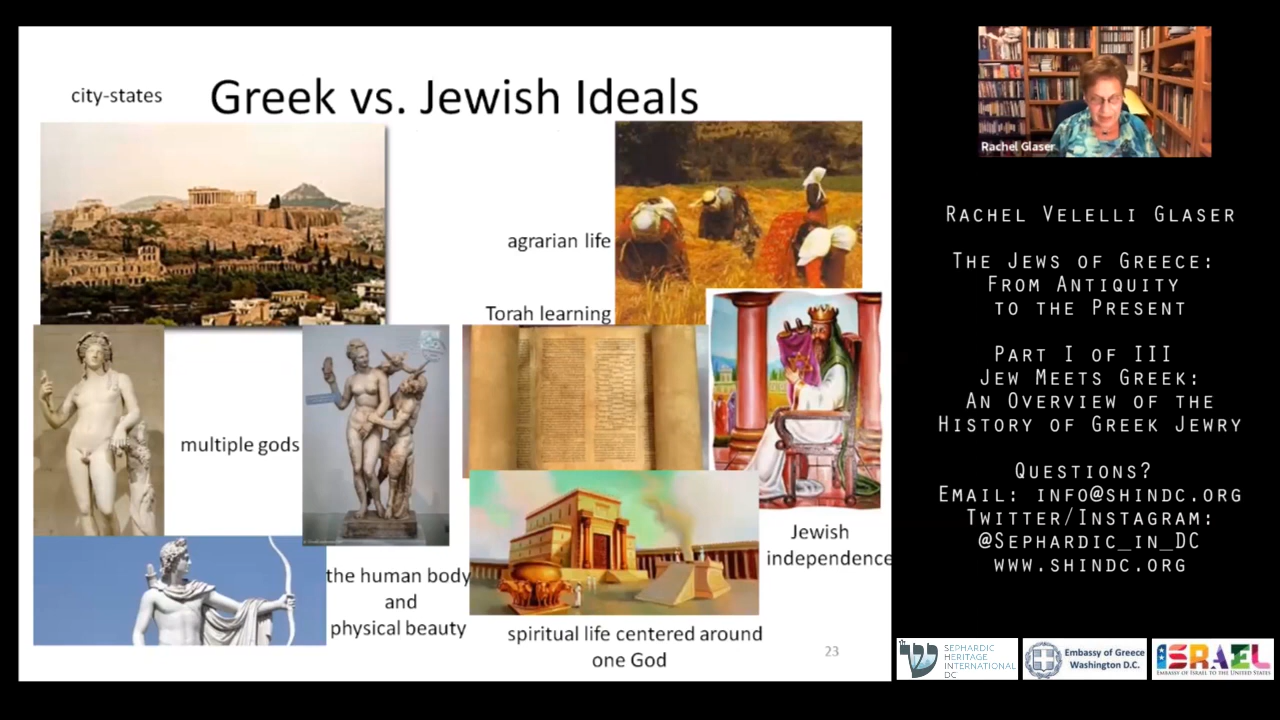 city-states
Greek vs. Jewish Ideals
agrarian life
Torah learning
multiple gods
Jewish
independence
the human body
and
physical beauty
spiritual life centered around
one God
23
Rachel Glaser
Rachel Velelli Glaser
The Jews of Greece:
From Antiquity
to the Present
Part I of III
Jew Meets Greek:
An Overview of the
History of Greek Jewry
Questions?
Email: info@shindc.org
Twitter/Instagram:
@Sephardic_in_DC
www.shindc.org
SEPHARDIC
HERITAGE
INTERNATIONAL
DC
Embassy of Greece
Washington D.C.
ISRAEL
EMBASSY OF ISRAEL TO THE UNITED STATES